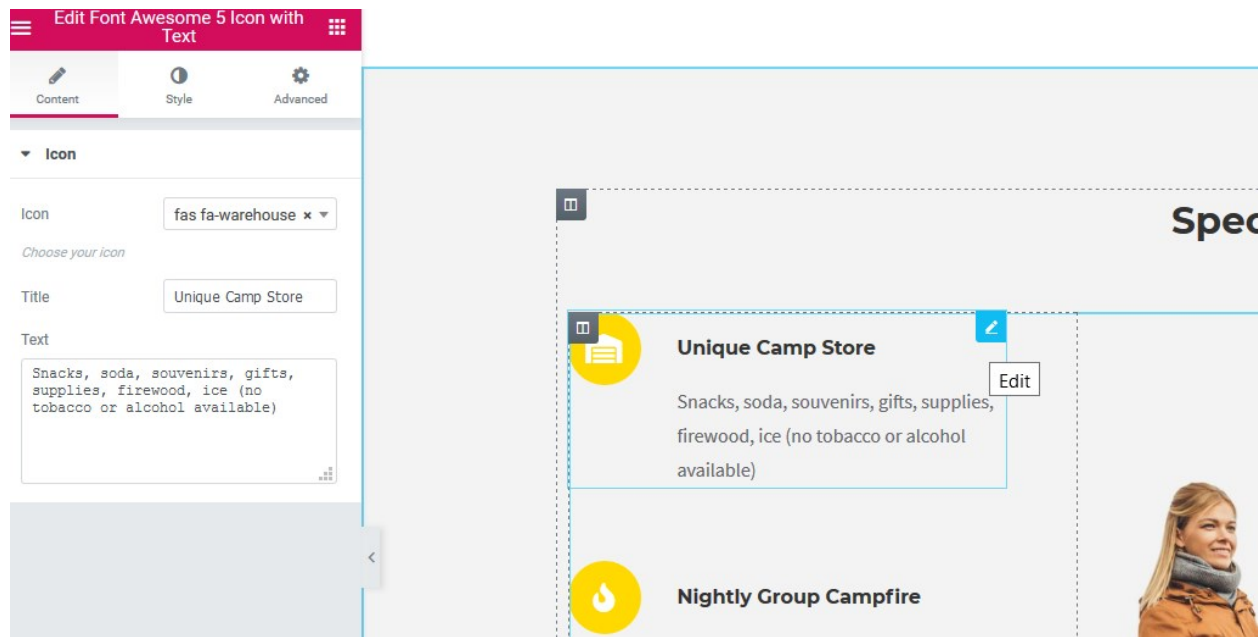 Edit Font Awesome 5 Icon with
Text
Content
Style
Advanced
Icon
Icon
fas fa-warehouse ×
Choose your icon
Title
Unique Camp Store
Text
Snacks, soda, souvenirs, gifts,
supplies, firewood, ice (no
tobacco or alcohol available)
Spec
Unique Camp Store
Edit
Snacks, soda, souvenirs, gifts, supplies,
firewood, ice (no tobacco or alcohol
available)
Nightly Group Campfire